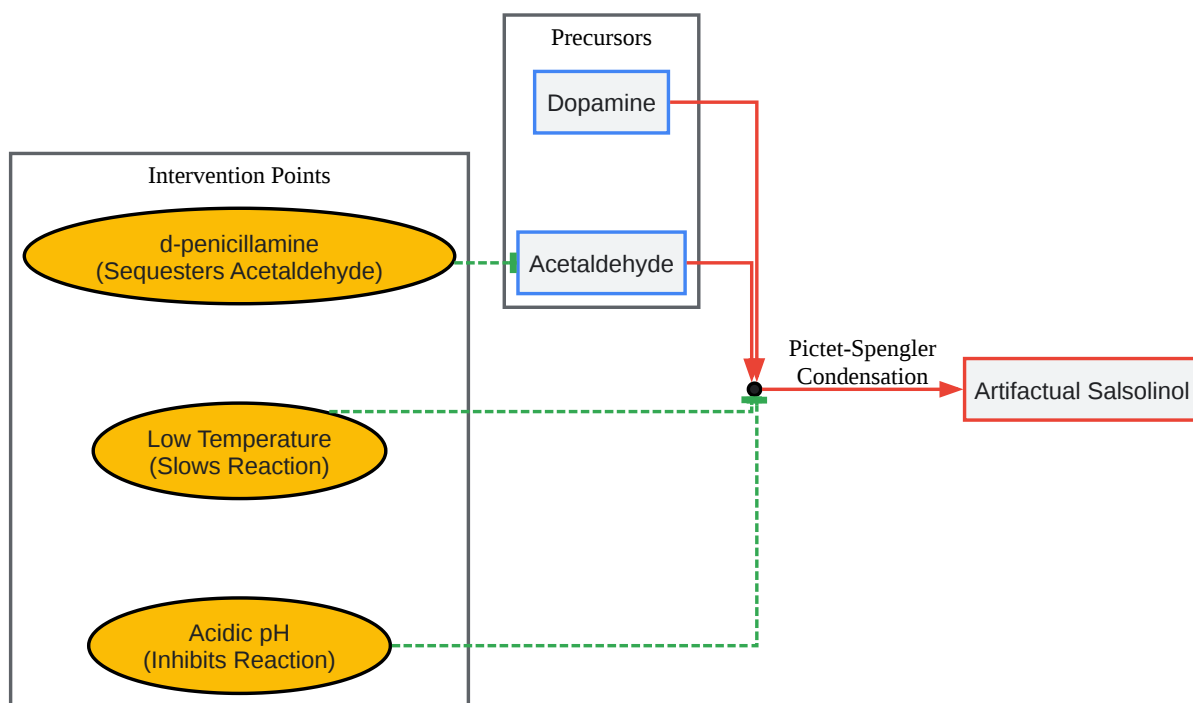 Precursors
Dopamine
Intervention Points
d-penicillamine
(Sequesters Acetaldehyde)
Acetaldehyde
Pictet-Spengler
Condensation
Artifactual Salsolinol
Low Temperature
(Slows Reaction)
Acidic pH
(Inhibits Reaction)